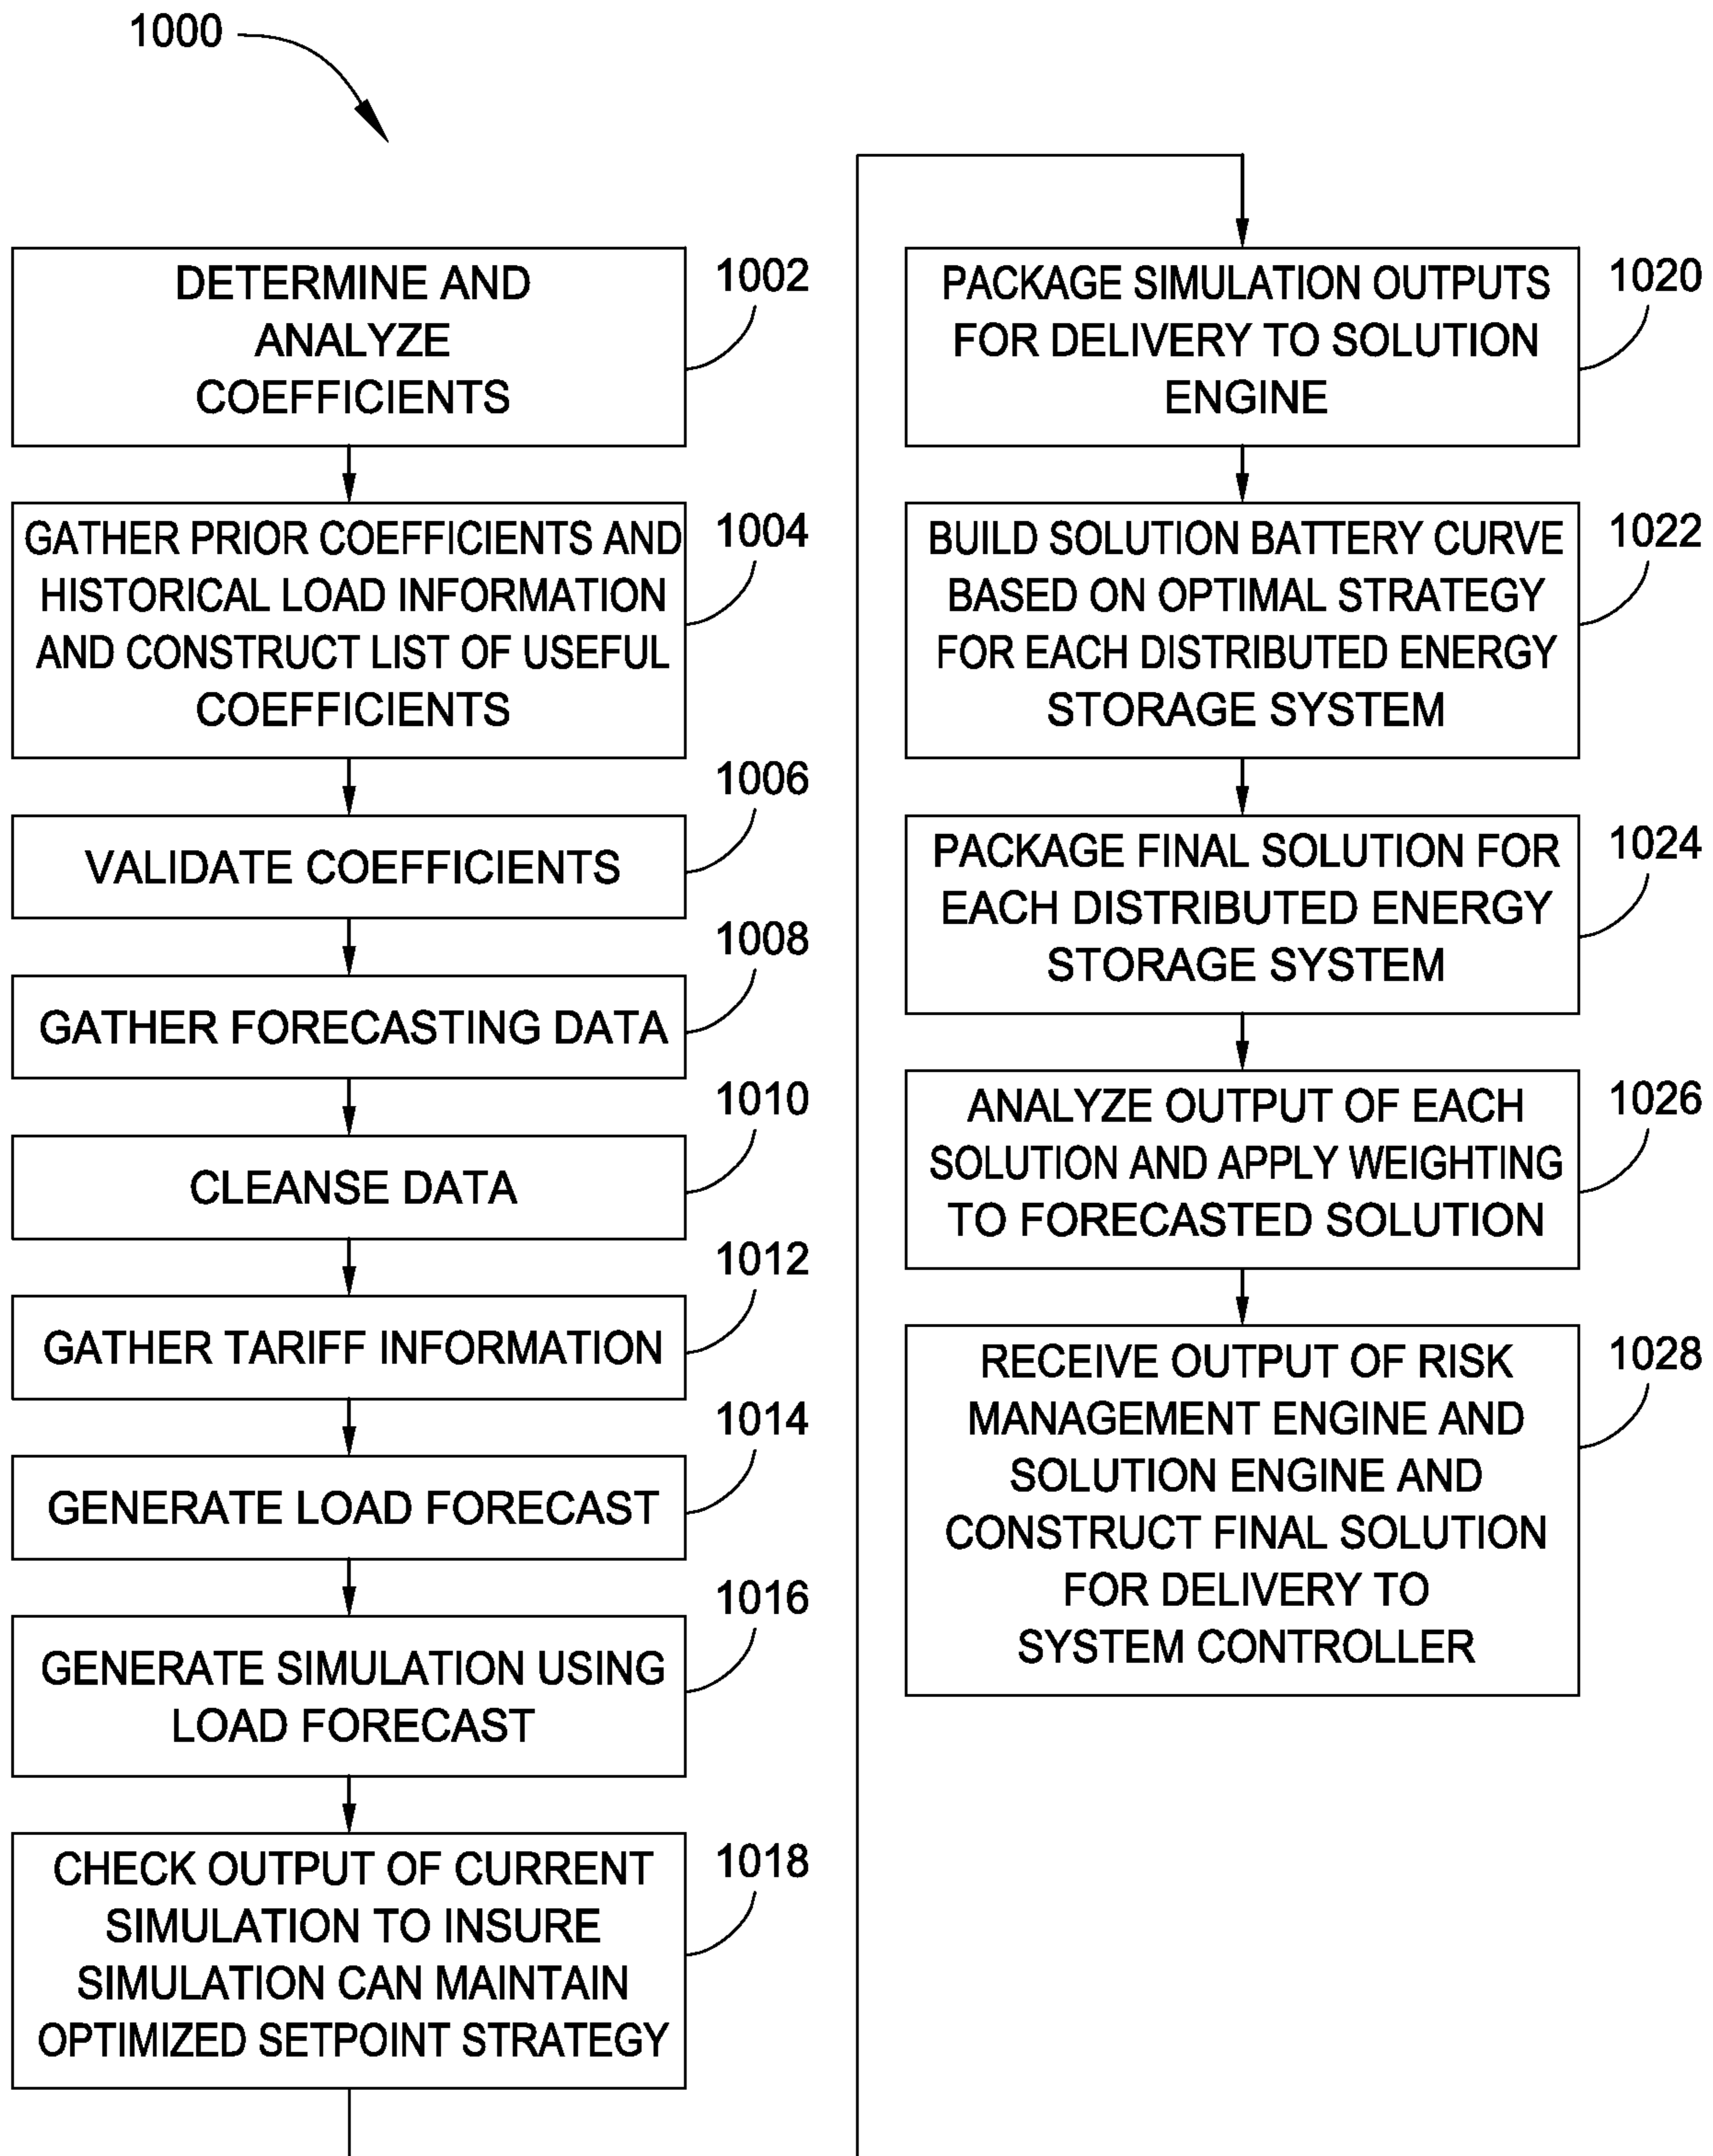 1000
DETERMINE AND
ANALYZE
COEFFICIENTS
1002
GATHER PRIOR COEFFICIENTS AND
HISTORICAL LOAD INFORMATION
AND CONSTRUCT LIST OF USEFUL
COEFFICIENTS
1004
VALIDATE COEFFICIENTS
1006
GATHER FORECASTING DATA
1008
CLEANSE DATA
1010
GATHER TARIFF INFORMATION
1012
GENERATE LOAD FORECAST
1014
GENERATE SIMULATION USING
LOAD FORECAST
1016
CHECK OUTPUT OF CURRENT
SIMULATION TO INSURE
SIMULATION CAN MAINTAIN
OPTIMIZED SETPOINT STRATEGY
1018
PACKAGE SIMULATION OUTPUTS
FOR DELIVERY TO SOLUTION
ENGINE
1020
BUILD SOLUTION BATTERY CURVE
BASED ON OPTIMAL STRATEGY
FOR EACH DISTRIBUTED ENERGY
STORAGE SYSTEM
1022
PACKAGE FINAL SOLUTION FOR
EACH DISTRIBUTED ENERGY
STORAGE SYSTEM
1024
ANALYZE OUTPUT OF EACH
SOLUTION AND APPLY WEIGHTING
TO FORECASTED SOLUTION
1026
RECEIVE OUTPUT OF RISK
MANAGEMENT ENGINE AND
SOLUTION ENGINE AND
CONSTRUCT FINAL SOLUTION
FOR DELIVERY TO
SYSTEM CONTROLLER
1028